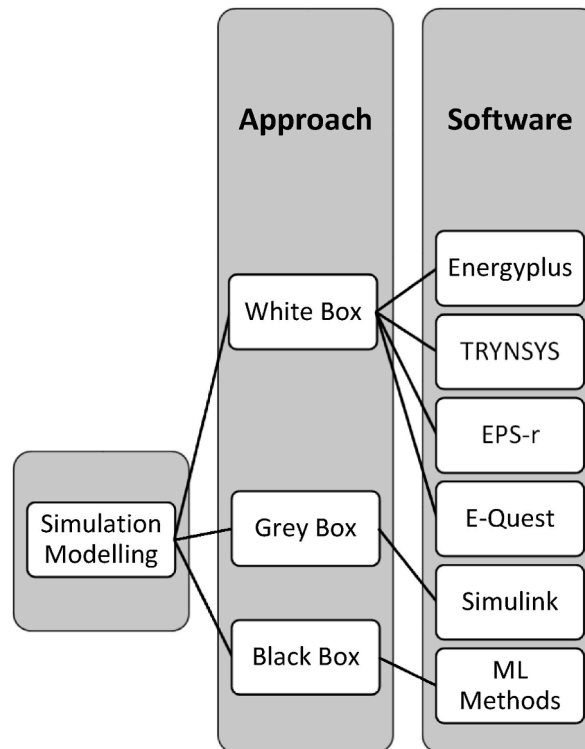 Approach
Software
Energyplus
White Box
TRYNSYS
EPS-r
E-Quest
Simulation
Modelling
Grey Box
Simulink
Black Box
ML
Methods